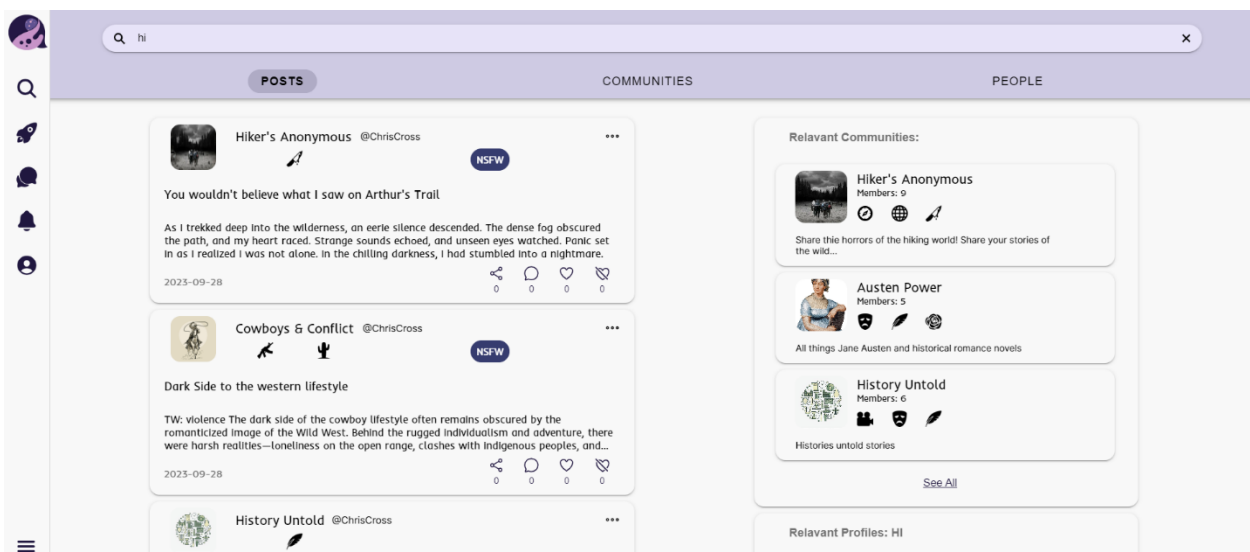 hi
POSTS
COMMUNITIES
PEOPLE
Hiker's Anonymous @ChrisCross
NSFW
You wouldn't believe what I saw on Arthur's Trail
As I trekked deep into the wilderness, an eerie silence descended. The dense fog obscured
the path, and my heart raced. Strange sounds echoed, and unseen eyes watched. Panic set
in as I realized I was not alone. In the chilling darkness, I had stumbled into a nightmare.
2023-09-28
0 0 0 0
Cowboys & Conflict @ChrisCross
NSFW
Dark Side to the western lifestyle
TW: violence The dark side of the cowboy lifestyle often remains obscured by the
romanticized image of the Wild West. Behind the rugged individualism and adventure, there
were harsh realities—loneliness on the open range, clashes with indigenous peoples, and...
2023-09-28
0 0 0 0
History Untold @ChrisCross
Relavant Communities:
Hiker's Anonymous
Members: 9
Share thie horrors of the hiking world! Share your stories of
the wild...
Austen Power
Members: 5
All things Jane Austen and historical romance novels
History Untold
Members: 6
Histories untold stories
See All
Relavant Profiles: HI